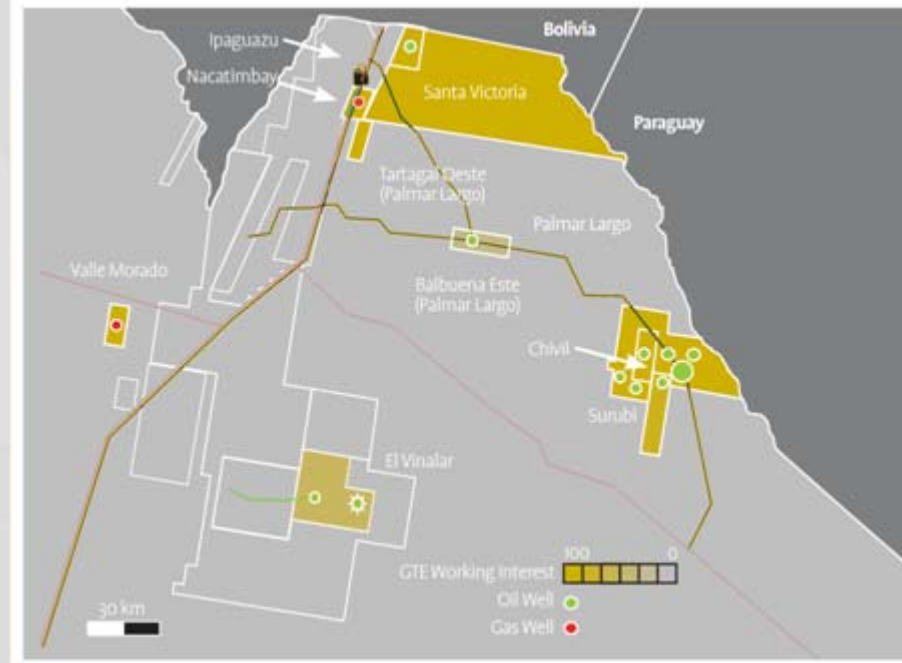 Bolivia
Ipaguazu
Nacatimbay
Santa Victoria
Paraguay
Tartagal Oeste
(Palmar Largo)
Palmar Largo
Valle Morado
Balbuena Este
(Palmar Largo)
Chivil
Surubi
El Vinalar
100 0
GTE Working Interest
Oil Well
Gas Well
30 km